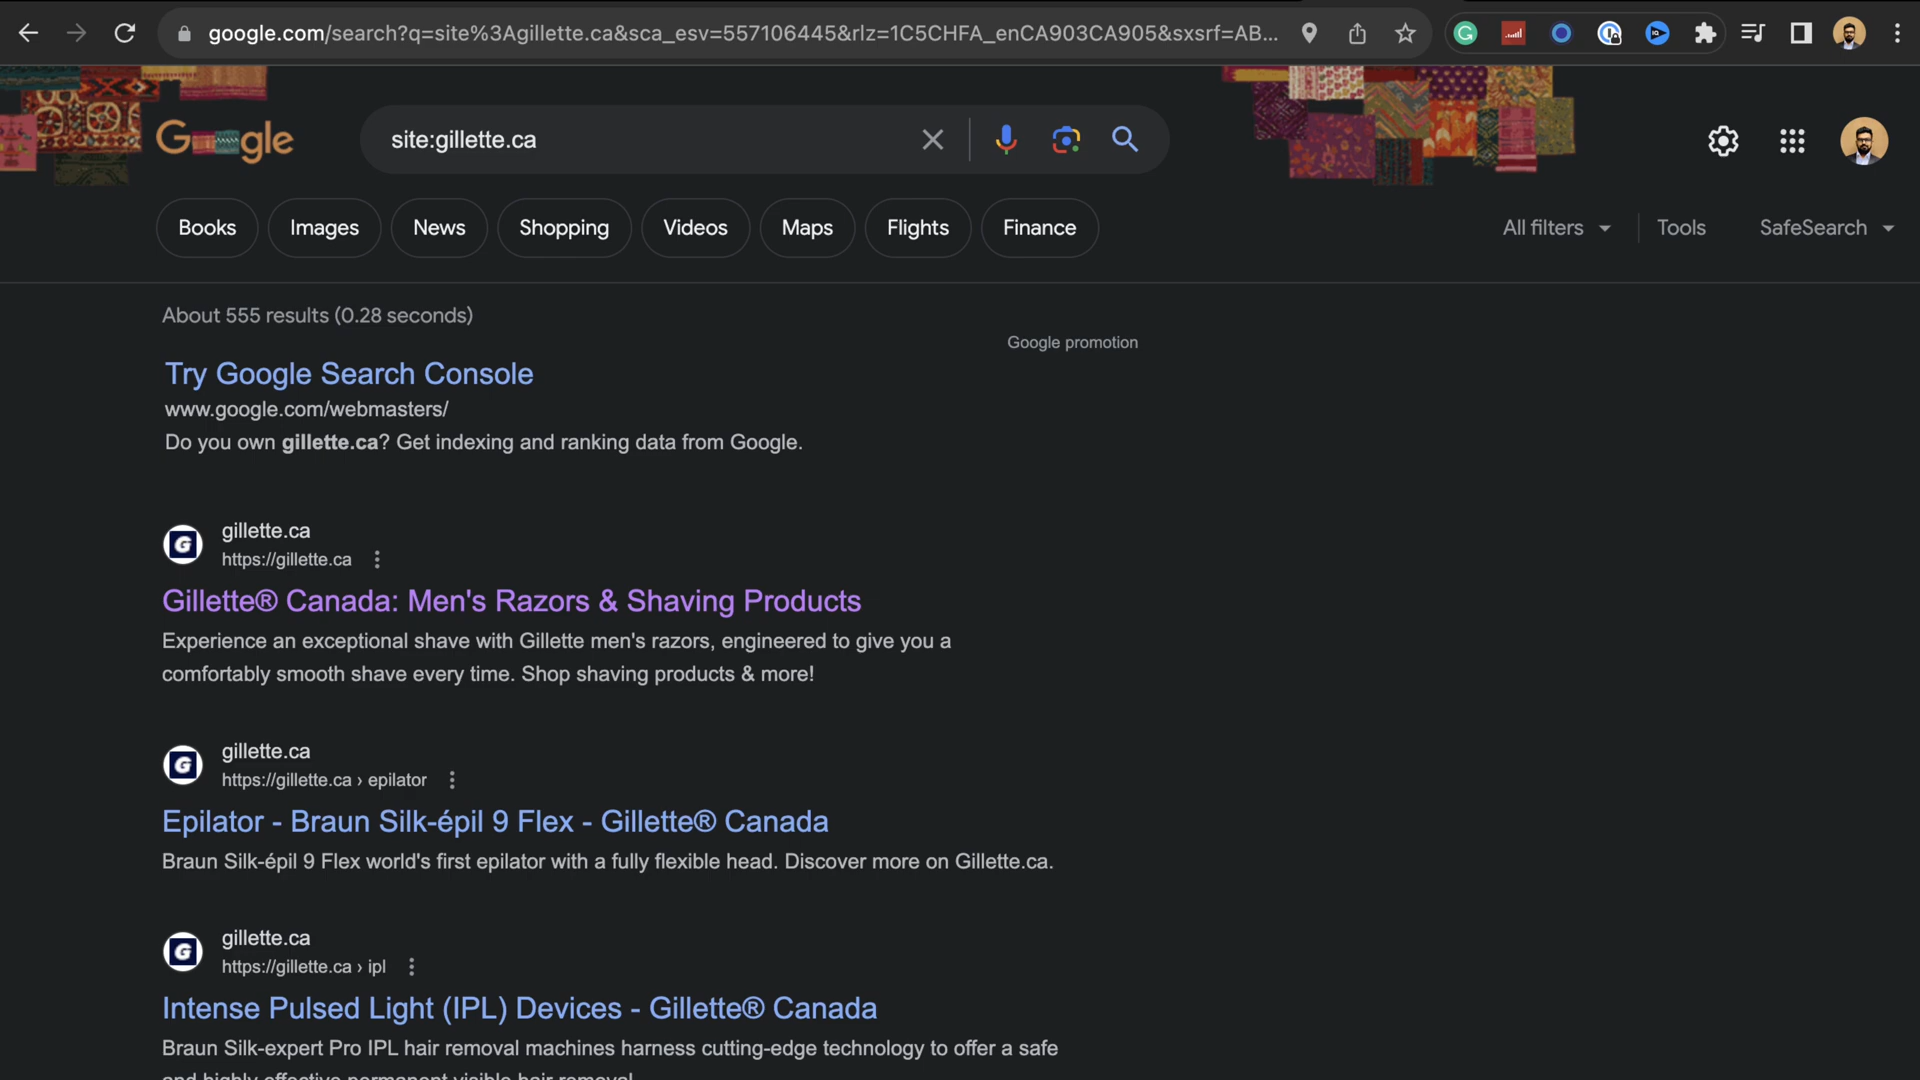 google.com/search?q=site%3Agillette.ca&sca_esv=557106445&rlz=1C5CHFA_enCA903CA905&sxsrf=AB...
Google
site:gillette.ca
Books
Images
News
Shopping
Videos
Maps
Flights
Finance
All filters
Tools
SafeSearch
About 555 results (0.28 seconds)
Google promotion
Try Google Search Console
www.google.com/webmasters/
Do you own gillette.ca? Get indexing and ranking data from Google.
gillette.ca
https://gillette.ca
Gillette® Canada: Men's Razors & Shaving Products
Experience an exceptional shave with Gillette men's razors, engineered to give you a
comfortably smooth shave every time. Shop shaving products & more!
gillette.ca
https://gillette.ca › epilator
Epilator - Braun Silk-épil 9 Flex - Gillette® Canada
Braun Silk-épil 9 Flex world's first epilator with a fully flexible head. Discover more on Gillette.ca.
gillette.ca
https://gillette.ca › ipl
Intense Pulsed Light (IPL) Devices - Gillette® Canada
Braun Silk-expert Pro IPL hair removal machines harness cutting-edge technology to offer a safe
and highly effective permanent visible hair removal